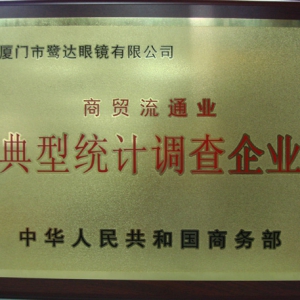 厦门市鹭达眼镜有限公司
商贸流通业
典型统计调查企业
中华人民共和国商务部